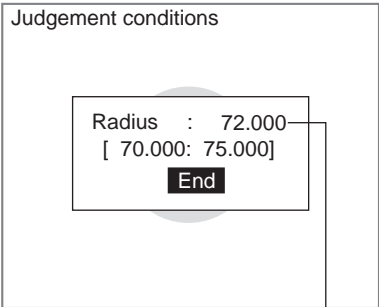 Judgement conditions
Radius : 72.000
[ 70.000: 75.000]
End